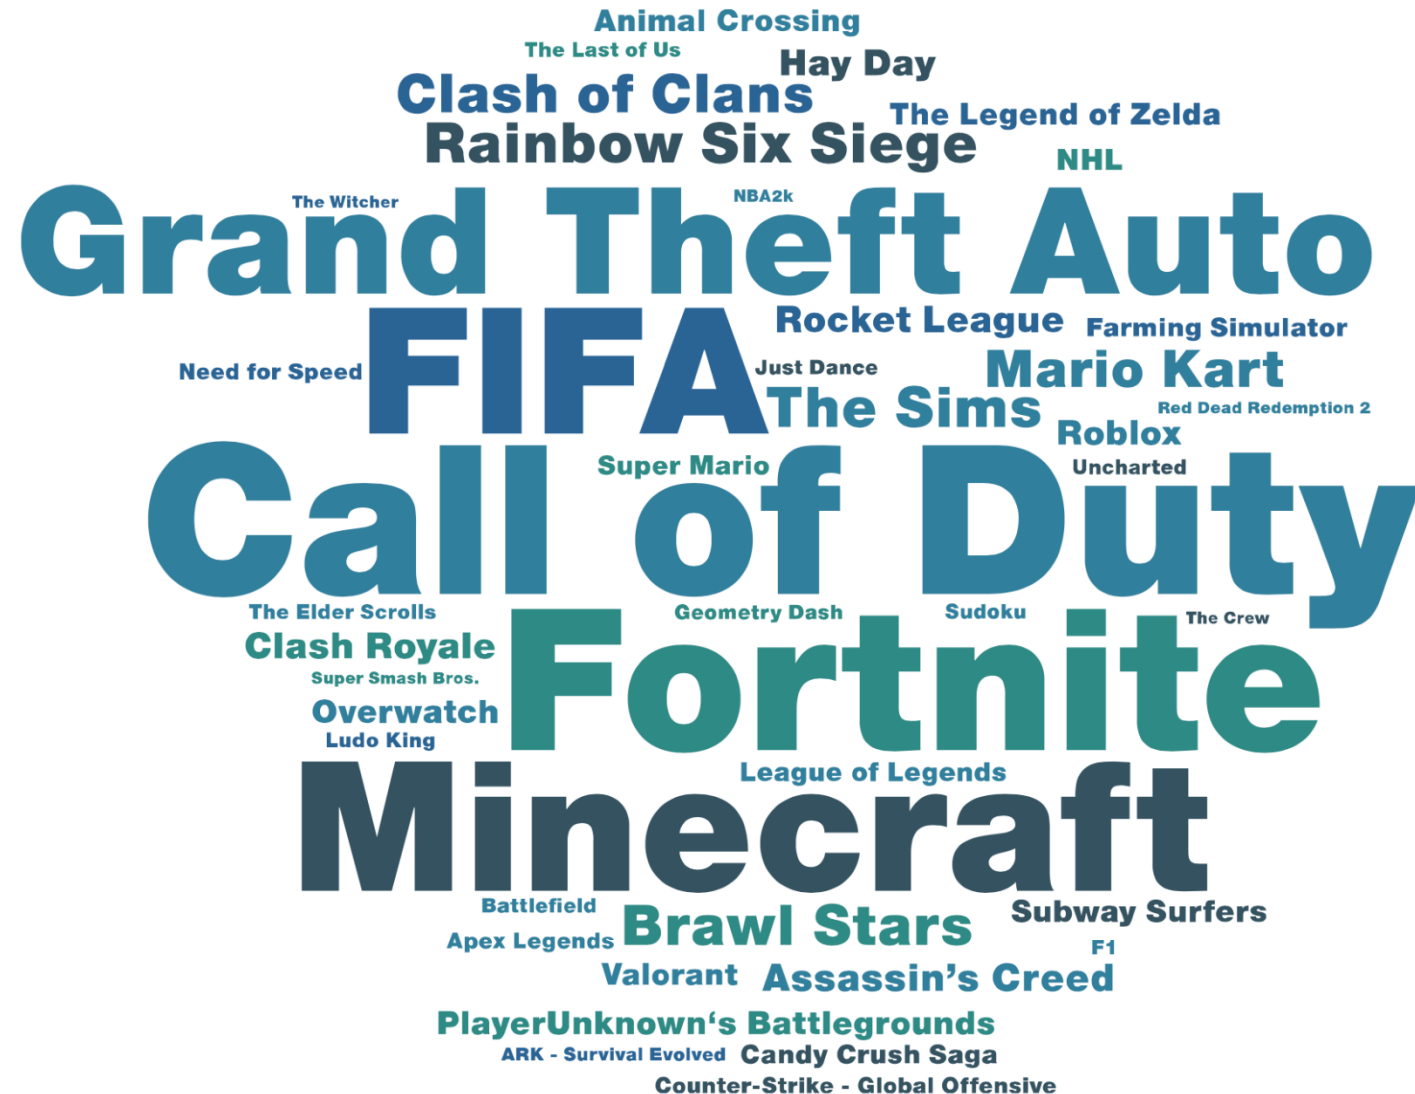 Animal Crossing
The Last of Us
Hay Day
Clash of Clans
The Legend of Zelda
Rainbow Six Siege
NHL
The Witcher
NBA2k
Grand Theft Auto
FIFA
Rocket League
Farming Simulator
Need for Speed
Just Dance
Mario Kart
The Sims
Red Dead Redemption 2
Roblox
Super Mario
Uncharted
Call of Duty
The Elder Scrolls
Geometry Dash
Sudoku
The Crew
Clash Royale
Fortnite
Super Smash Bros.
Overwatch
Ludo King
League of Legends
Minecraft
Battlefield
Brawl Stars
Subway Surfers
Apex Legends
F1
Valorant
Assassin’s Creed
PlayerUnknown‘s Battlegrounds
ARK - Survival Evolved
Candy Crush Saga
Counter-Strike - Global Offensive